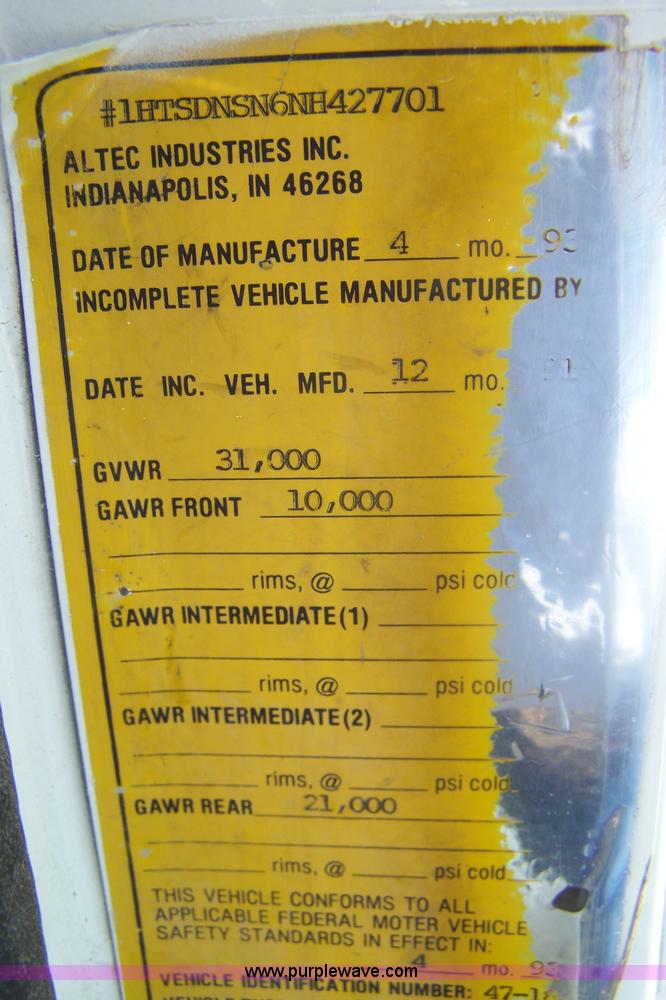 #1HTSDNSN6NH427701
ALTEC INDUSTRIES INC.
INDIANAPOLIS, IN 46268
DATE OF MANUFACTURE 4 mo. 93
INCOMPLETE VEHICLE MANUFACTURED BY
DATE INC. VEH. MFD. 12 mo. 91
GVWR 31,000
GAWR FRONT 10,000
rims, @ psi cold
GAWR INTERMEDIATE(1)
rims, @ psi cold
GAWR INTERMEDIATE(2)
rims, @ psi cold
GAWR REAR 21,000
rims, @ psi cold
THIS VEHICLE CONFORMS TO ALL
APPLICABLE FEDERAL MOTER VEHICLE
SAFETY STANDARDS IN EFFECT IN:
4 mo. 93
www.purplewave.com
VEHICLE IDENTIFICATION NUMBER: